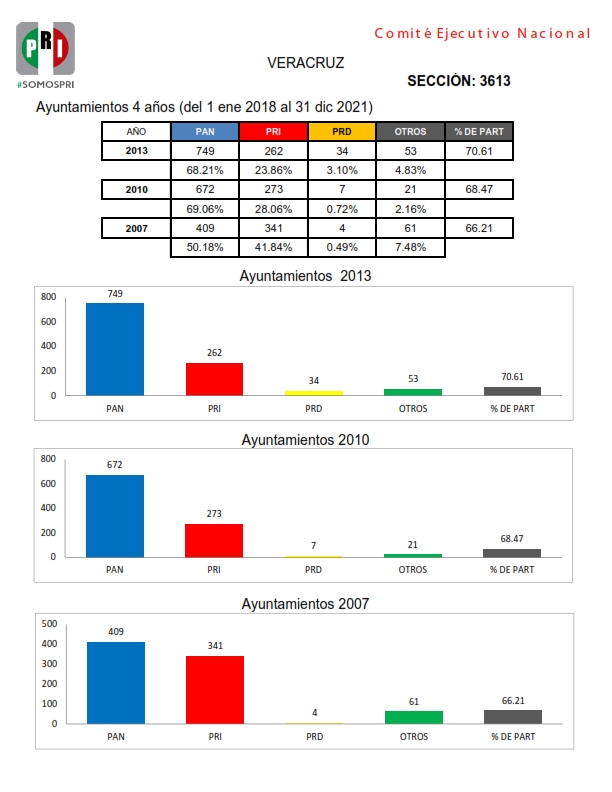 Comité Ejecutivo Nacional
PRI
#SOMOSPRI
VERACRUZ
SECCIÓN: 3613
Ayuntamientos 4 años (del 1 ene 2018 al 31 dic 2021)
AÑO PAN PRI PRD OTROS % DE PART
2013 749 262 34 53 70.61
68.21% 23.86% 3.10% 4.83%
2010 672 273 7 21 68.47
69.06% 28.06% 0.72% 2.16%
2007 409 341 4 61 66.21
50.18% 41.84% 0.49% 7.48%
Ayuntamientos 2013
800
600
400
200
0
749 262 34 53 70.61
PAN PRI PRD OTROS % DE PART
Ayuntamientos 2010
800
600
400
200
0
672 273 7 21 68.47
PAN PRI PRD OTROS % DE PART
Ayuntamientos 2007
500
400
300
200
100
0
409 341 4 61 66.21
PAN PRI PRD OTROS % DE PART